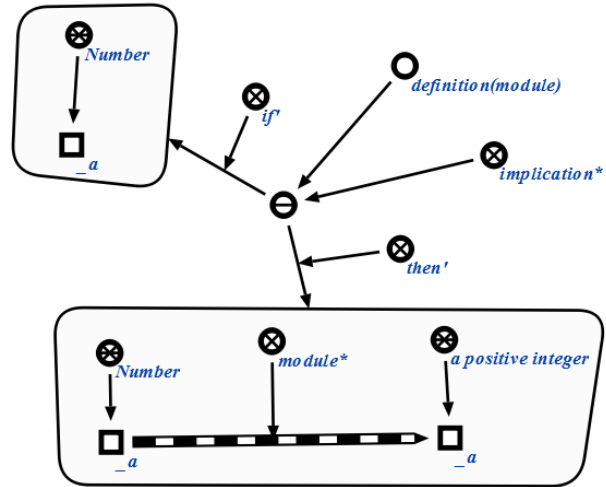 Number
definition(module)
if'
_a
implication*
then'
Number
module*
a positive integer
_a
_a